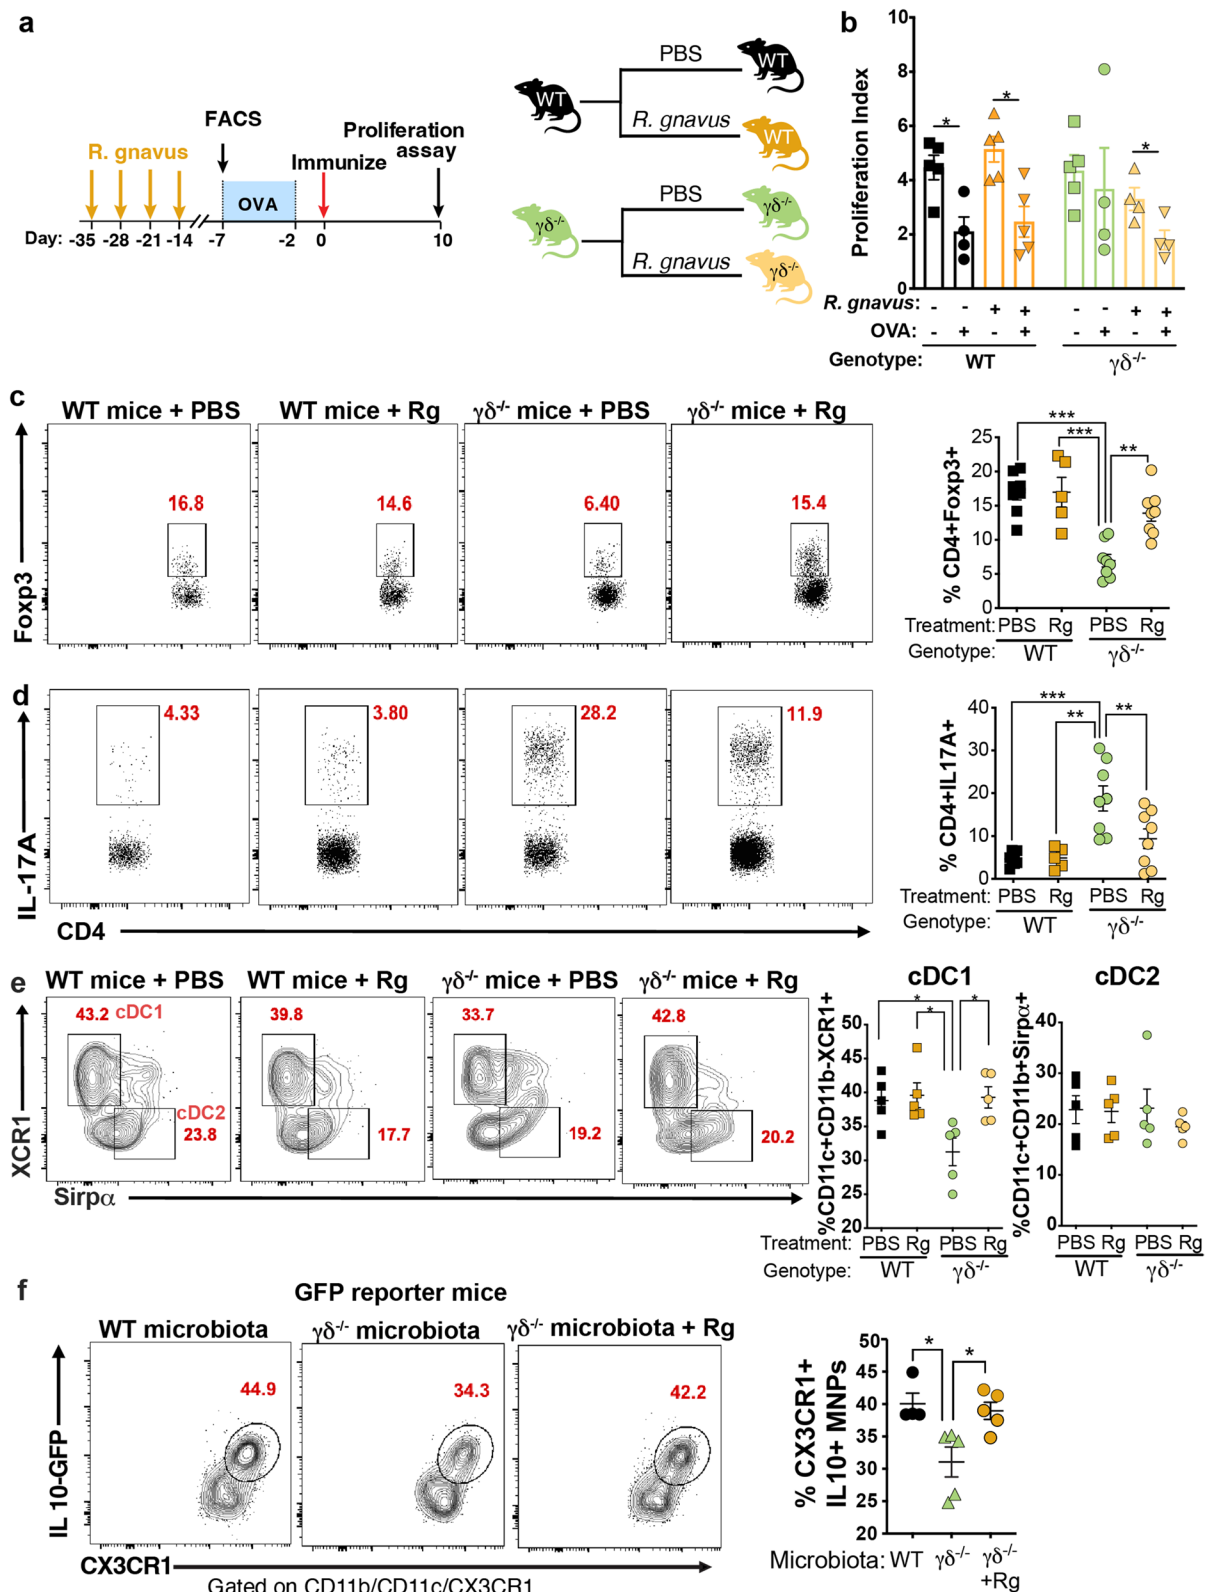 a
FACS
R. gnavus
OVA
Immunize
Proliferation
assay
Day: -35 -28 -21 -14 -7 -2 0 10
WT
PBS
WT
R. gnavus
WT
γδ-/-
PBS
γδ-/-
R. gnavus
γδ-/-
b
Proliferation Index
10
8
6
4
2
0
* * *
R. gnavus: - - + + - - + +
OVA: - + - + - + - +
Genotype: WT γδ-/-
c
WT mice + PBS WT mice + Rg γδ-/- mice + PBS γδ-/- mice + Rg
Foxp3
16.8 14.6 6.40 15.4
% CD4+Foxp3+
25
20
15
10
5
0
***
***
**
Treatment: PBS Rg PBS Rg
Genotype: WT γδ-/-
d
IL-17A
4.33 3.80 28.2 11.9
CD4
% CD4+IL17A+
40
30
20
10
0
***
** **
Treatment: PBS Rg PBS Rg
Genotype: WT γδ-/-
e
WT mice + PBS WT mice + Rg γδ-/- mice + PBS γδ-/- mice + Rg
XCR1
43.2 cDC1 39.8 33.7 42.8
cDC2
23.8 17.7 19.2 20.2
Sirpα
cDC1
%CD11c+CD11b-XCR1+
50
45
40
35
30
25
20
* *
*
cDC2
%CD11c+CD11b+Sirpα+
40
30
20
10
0
Treatment: PBS Rg PBS Rg PBS Rg PBS Rg
Genotype: WT γδ-/- WT γδ-/-
f
GFP reporter mice
WT microbiota γδ-/- microbiota γδ-/- microbiota + Rg
IL 10-GFP
44.9 34.3 42.2
CX3CR1
Gated on CD11b/CD11c/CX3CR1
% CX3CR1+
IL10+ MNPs
50
45
40
35
30
25
20
* *
Microbiota: WT γδ-/- γδ-/-
+Rg